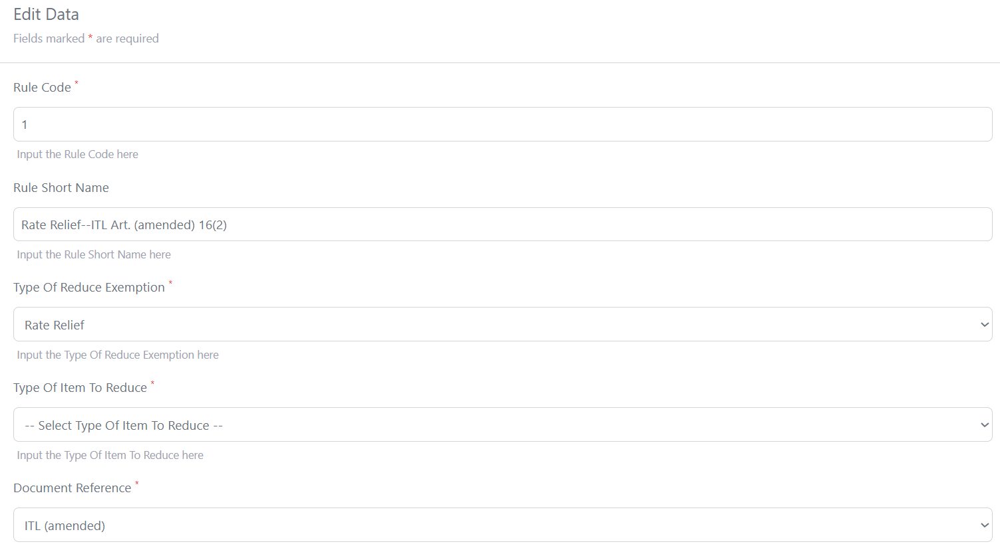 Edit Data
Fields marked * are required
Rule Code *
1
Input the Rule Code here
Rule Short Name
Rate Relief--ITL Art. (amended) 16(2)
Input the Rule Short Name here
Type Of Reduce Exemption *
Rate Relief
Input the Type Of Reduce Exemption here
Type Of Item To Reduce *
-- Select Type Of Item To Reduce --
Input the Type Of Item To Reduce here
Document Reference *
ITL (amended)